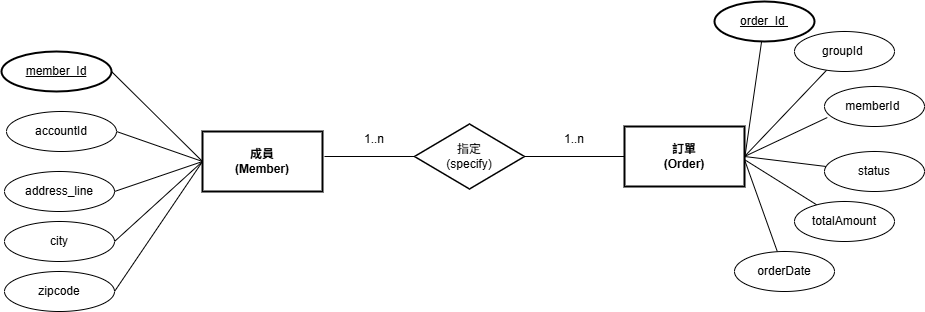 order_Id
groupId
member_Id
memberId
accountId
成員
(Member)
1..n
指定
(specify)
1..n
訂單
(Order)
status
address_line
totalAmount
city
orderDate
zipcode